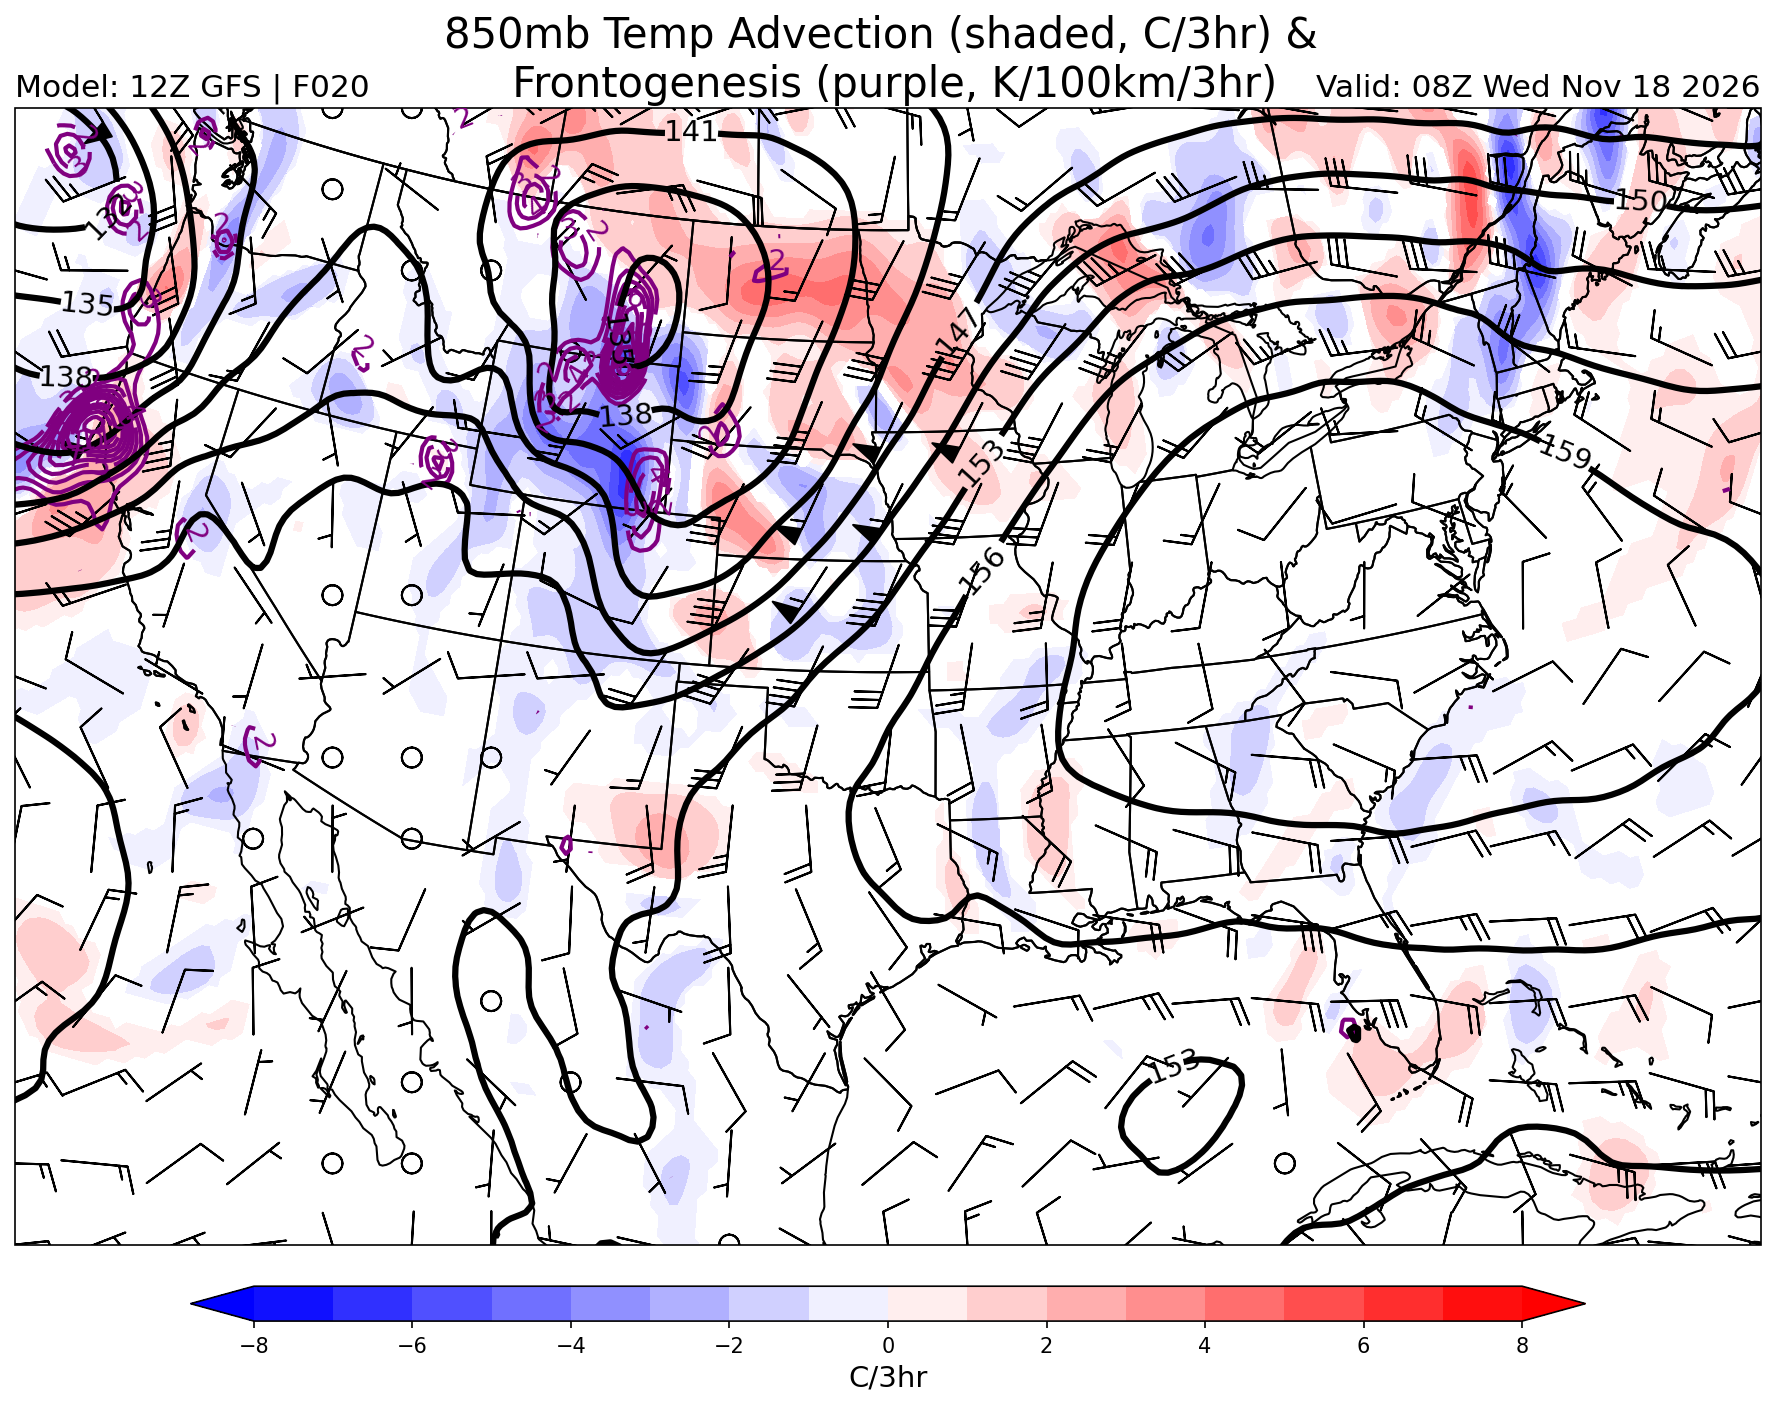 850mb Temp Advection (shaded, C/3hr) &
Frontogenesis (purple, K/100km/3hr)
Model: 12Z GFS | F020
Valid: 08Z Wed Nov 18 2026
141
150
135
147
138
138
159
153
156
153
−8 −6 −4 −2 0 2 4 6 8
C/3hr